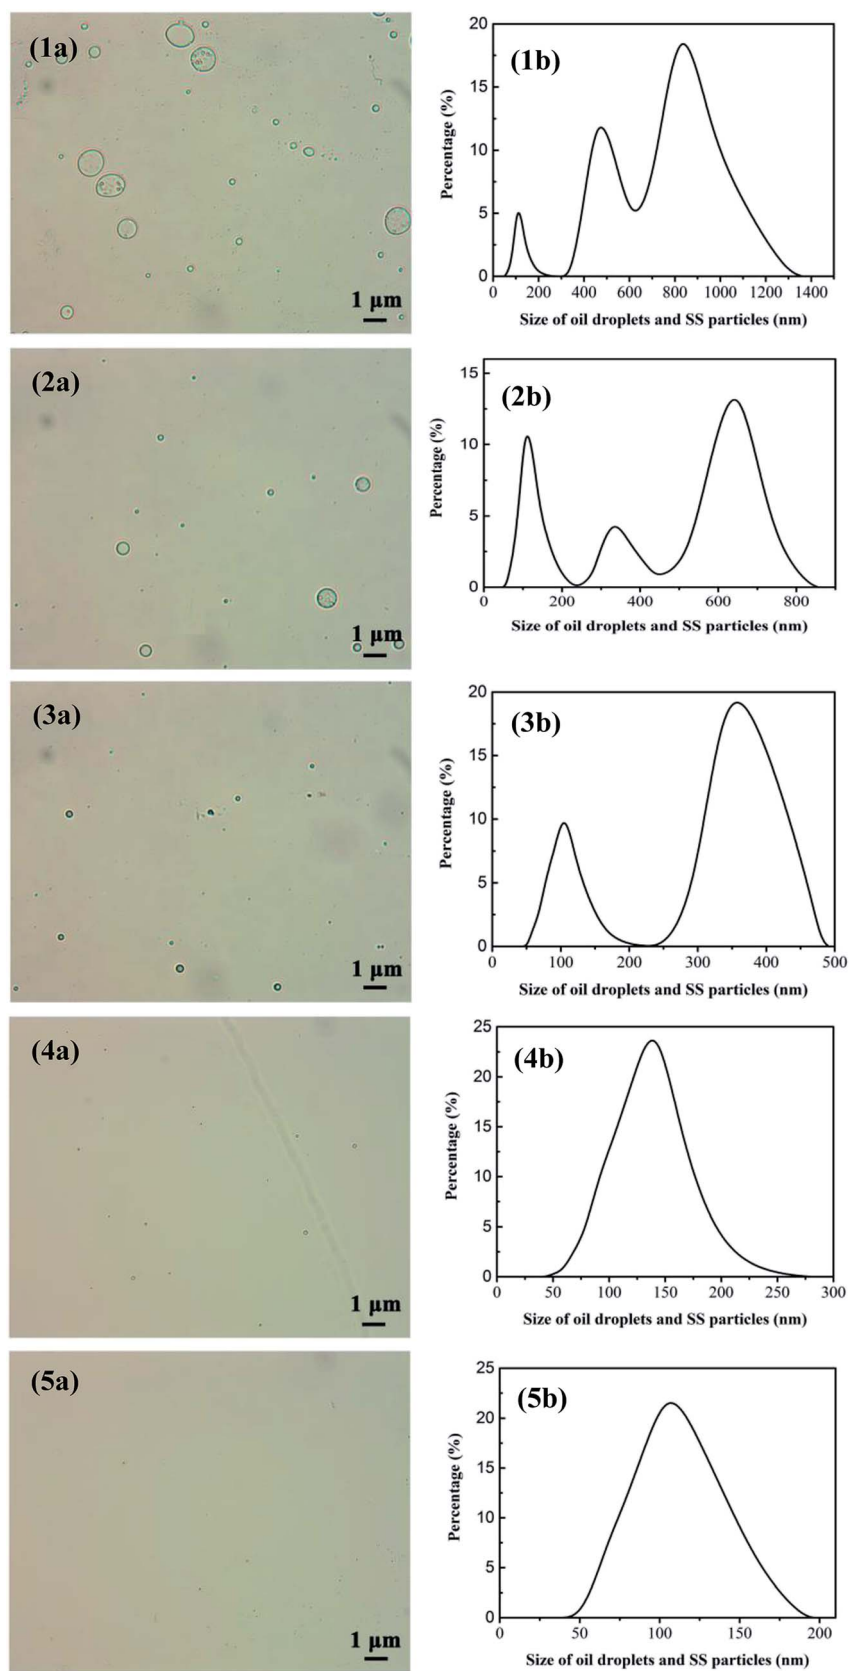 (1a)
1 µm
(1b)
Percentage (%)
20
15
10
5
0
0 200 400 600 800 1000 1200 1400
Size of oil droplets and SS particles (nm)
(2a)
1 µm
(2b)
Percentage (%)
15
10
5
0
0 200 400 600 800
Size of oil droplets and SS particles (nm)
(3a)
1 µm
(3b)
Percentage (%)
20
15
10
5
0
0 100 200 300 400 500
Size of oil droplets and SS particles (nm)
(4a)
1 µm
(4b)
Percentage (%)
25
20
15
10
5
0
0 50 100 150 200 250 300
Size of oil droplets and SS particles (nm)
(5a)
1 µm
(5b)
Percentage (%)
25
20
15
10
5
0
0 50 100 150 200
Size of oil droplets and SS particles (nm)